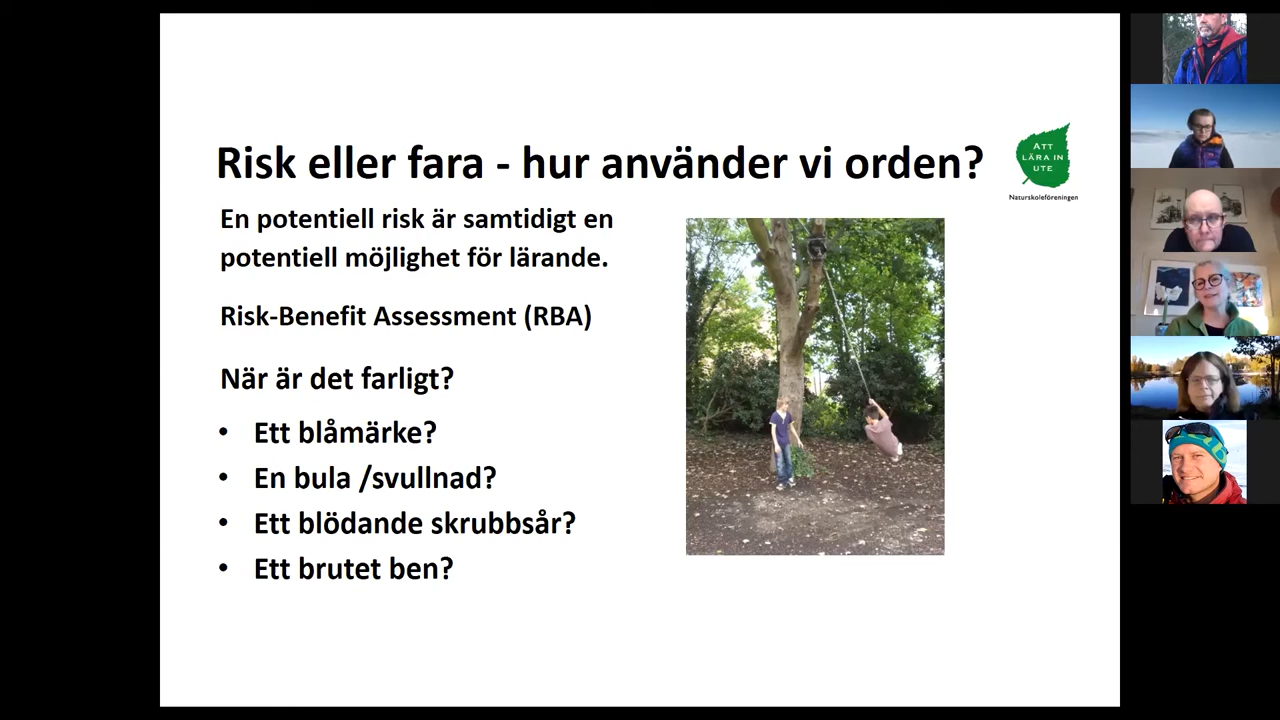 Risk eller fara - hur använder vi orden?
ATT
LÄRA IN
UTE
Naturskoleföreningen
En potentiell risk är samtidigt en
potentiell möjlighet för lärande.
Risk-Benefit Assessment (RBA)
När är det farligt?
• Ett blåmärke?
• En bula /svullnad?
• Ett blödande skrubbsår?
• Ett brutet ben?